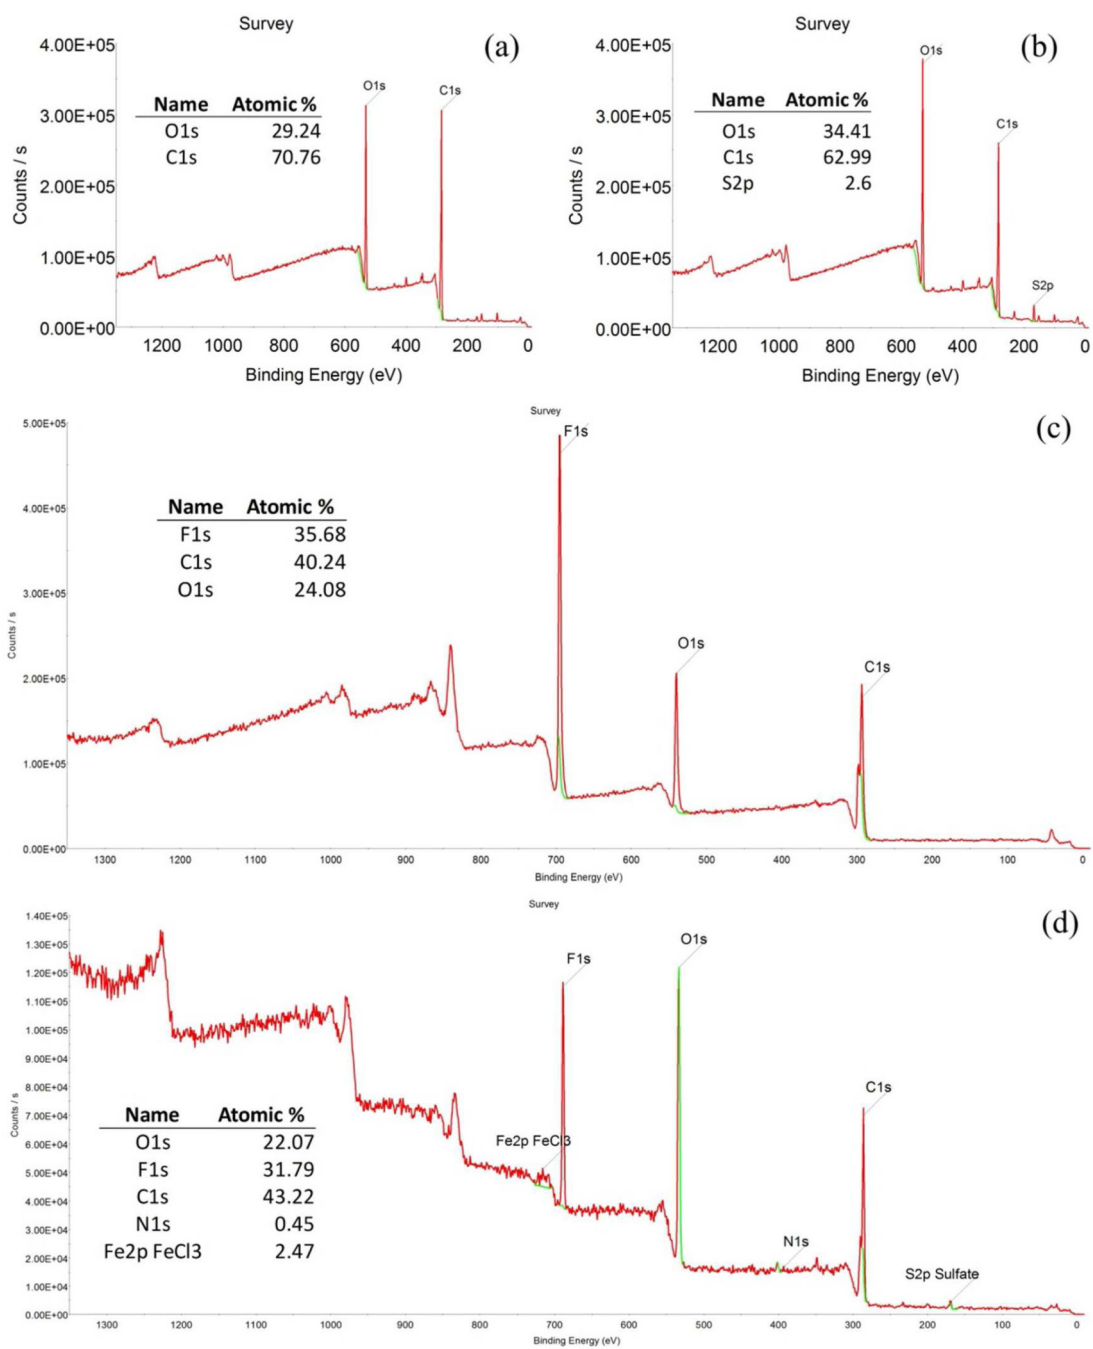 Survey
(a)
4.00E+05
3.00E+05
2.00E+05
1.00E+05
0.00E+00
Counts / s
Name Atomic %
O1s 29.24
C1s 70.76
O1s
C1s
1200 1000 800 600 400 200 0
Binding Energy (eV)
Survey
(b)
4.00E+05
3.00E+05
2.00E+05
1.00E+05
0.00E+00
Counts / s
Name Atomic %
O1s 34.41
C1s 62.99
S2p 2.6
O1s
C1s
S2p
1200 1000 800 600 400 200 0
Binding Energy (eV)
Survey
(c)
5.00E+05
4.00E+05
3.00E+05
2.00E+05
1.00E+05
0.00E+00
Counts / s
Name Atomic %
F1s 35.68
C1s 40.24
O1s 24.08
F1s
O1s
C1s
1300 1200 1100 1000 900 800 700 600 500 400 300 200 100 0
Binding Energy (eV)
Survey
(d)
1.40E+05
1.30E+05
1.20E+05
1.10E+05
1.00E+05
9.00E+04
8.00E+04
7.00E+04
6.00E+04
5.00E+04
4.00E+04
3.00E+04
2.00E+04
1.00E+04
0.00E+00
Counts / s
Name Atomic %
O1s 22.07
F1s 31.79
C1s 43.22
N1s 0.45
Fe2p FeCl3 2.47
Fe2p FeCl3
F1s
O1s
N1s
C1s
S2p Sulfate
1300 1200 1100 1000 900 800 700 600 500 400 300 200 100 0
Binding Energy (eV)